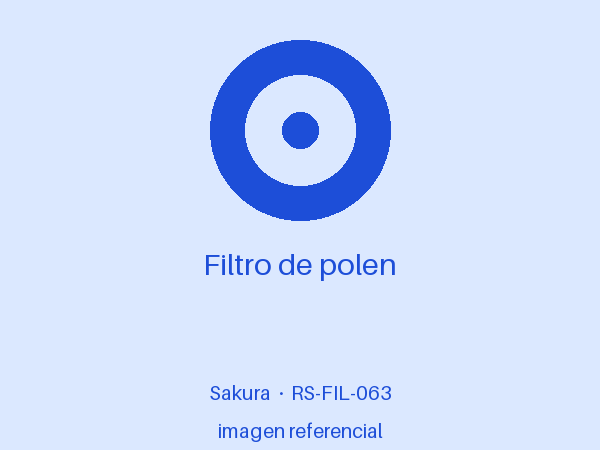 Filtro de polen
Sakura · RS-FIL-063
imagen referencial